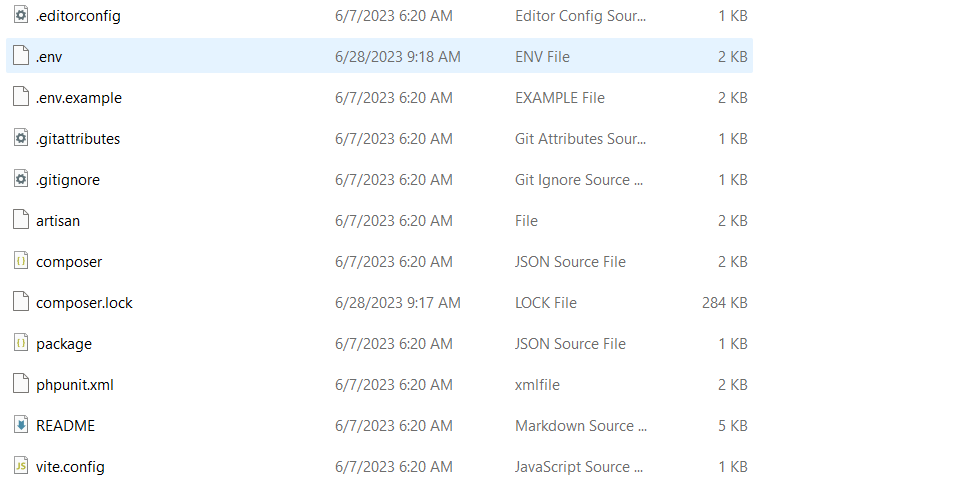 .editorconfig 6/7/2023 6:20 AM Editor Config Sour... 1 KB
.env 6/28/2023 9:18 AM ENV File 2 KB
.env.example 6/7/2023 6:20 AM EXAMPLE File 2 KB
.gitattributes 6/7/2023 6:20 AM Git Attributes Sour... 1 KB
.gitignore 6/7/2023 6:20 AM Git Ignore Source ... 1 KB
artisan 6/7/2023 6:20 AM File 2 KB
composer 6/7/2023 6:20 AM JSON Source File 2 KB
composer.lock 6/28/2023 9:17 AM LOCK File 284 KB
package 6/7/2023 6:20 AM JSON Source File 1 KB
phpunit.xml 6/7/2023 6:20 AM xmlfile 2 KB
README 6/7/2023 6:20 AM Markdown Source ... 5 KB
JS vite.config 6/7/2023 6:20 AM JavaScript Source ... 1 KB